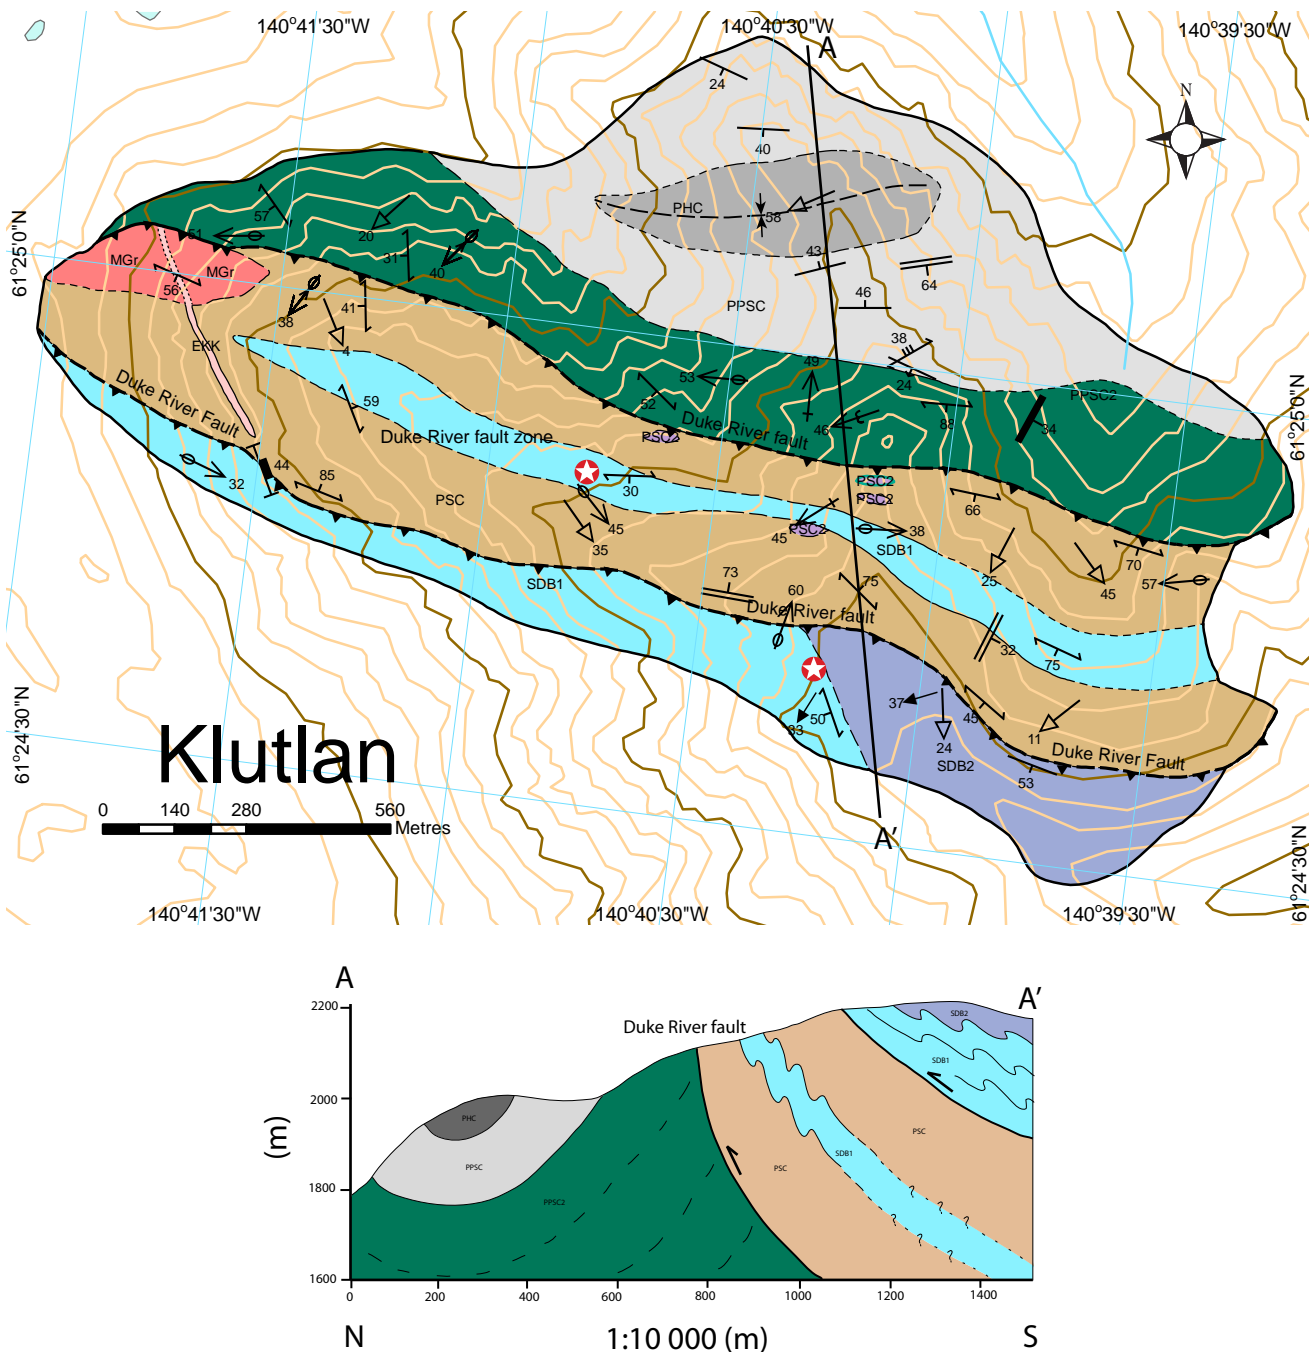 140°41'30"W
140°40'30"W
140°39'30"W
A
N
24
40
57
20
PHC
58
51
31
40
43
64
61°25'0"N
MGr
MGr
56
38
41
4
PPSC
46
38
24
EKK
49
Duke River Fault
59
53
52
46
88
34
PPSC2
61°25'0"N
Duke River fault
Duke River fault zone
PSC2
44
32
85
PSC
30
PSC2
PSC2
66
45
35
45
PSC2
38
SDB1
25
45
70
57
SDB1
73
60
75
Duke River fault
32
75
61°24'30"N
50
33
37
24
SDB2
45
11
53
Duke River Fault
Klutlan
0 140 280 560
Metres
A'
61°24'30"N
140°41'30"W
140°40'30"W
140°39'30"W
A
A'
2200
Duke River fault
SDB2
SDB1
2000
(m)
PHC
PPSC
PSC
SDB1
PSC
1800
PPSC2
? ? ? ? ? ?
1600
0 200 400 600 800 1000 1200 1400
N
1:10 000 (m)
S